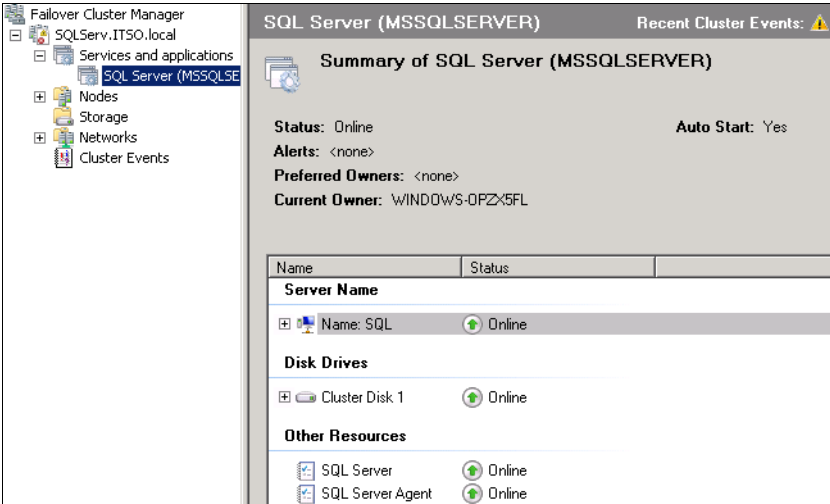 Failover Cluster Manager
SQLServ.ITSO.local
Services and applications
SQL Server (MSSQLSE
Nodes
Storage
Networks
Cluster Events
SQL Server (MSSQLSERVER) Recent Cluster Events:
Summary of SQL Server (MSSQLSERVER)
Status: Online Auto Start: Yes
Alerts: <none>
Preferred Owners: <none>
Current Owner: WINDOWS-OPZX5FL
Name Status
Server Name
Name: SQL Online
Disk Drives
Cluster Disk 1 Online
Other Resources
SQL Server Online
SQL Server Agent Online